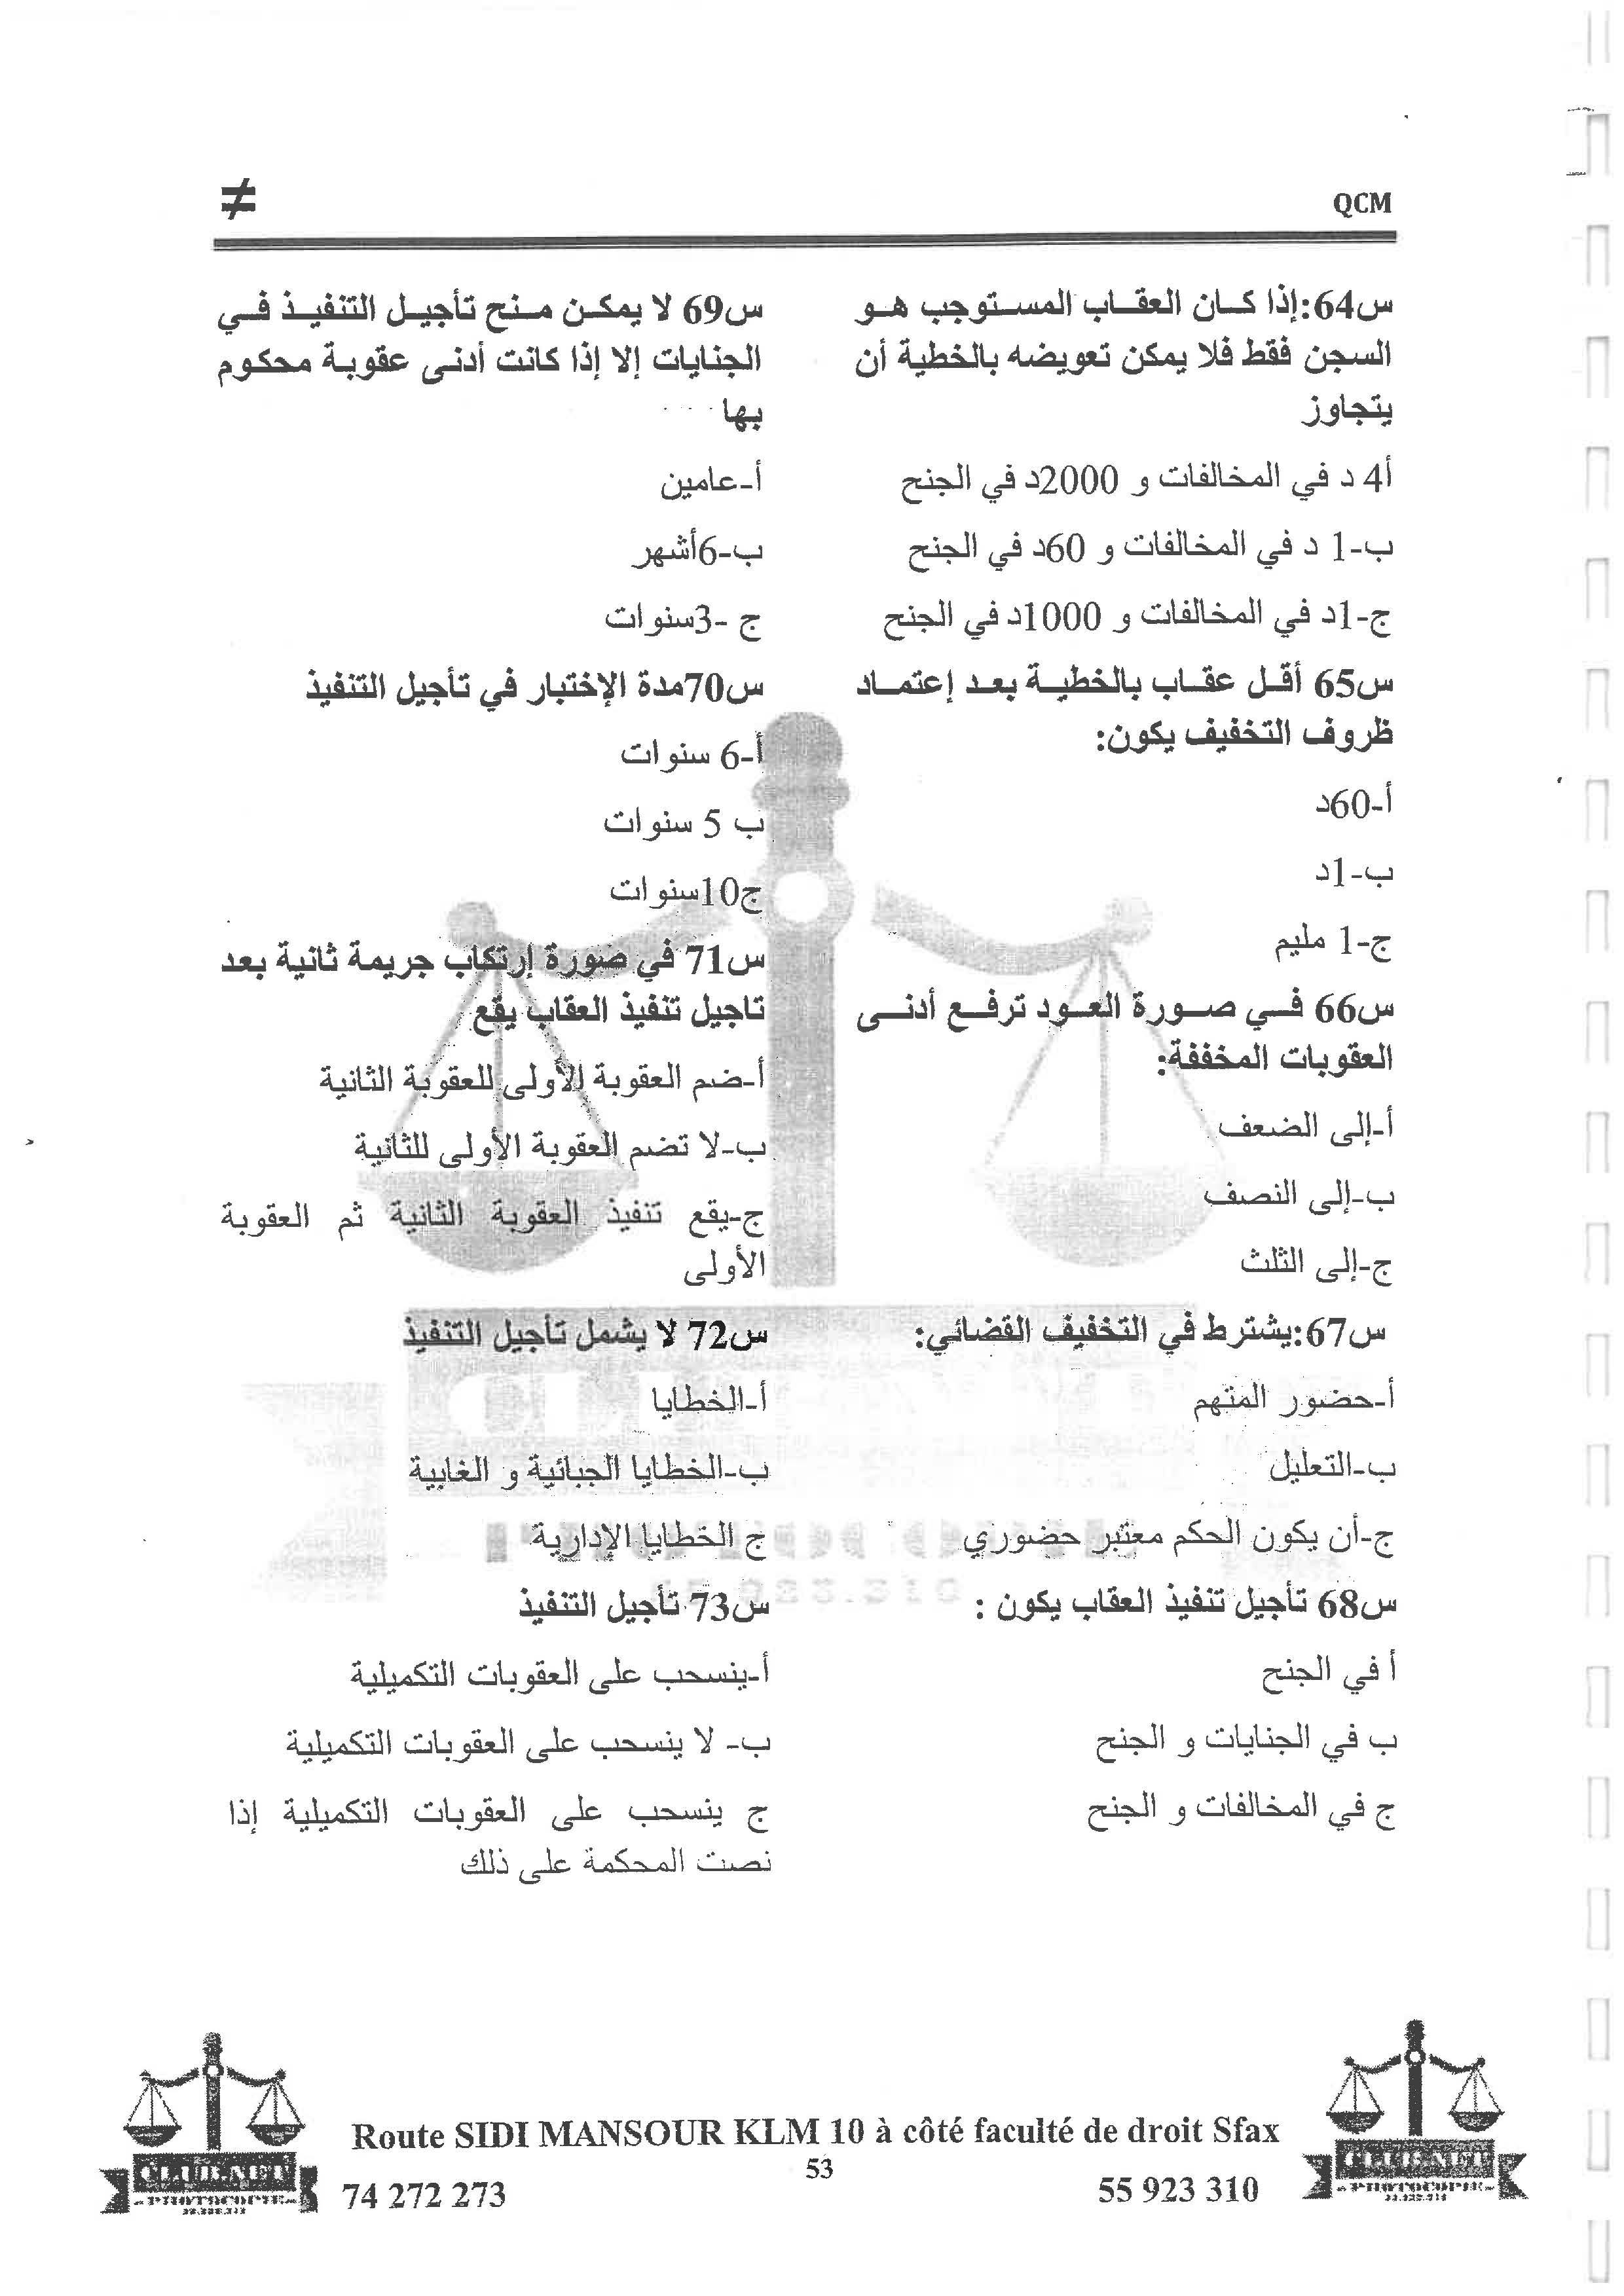 QCM
≠
س64:إذا كان العقاب المستوجب هو
السجن فقط فلا يمكن تعويضه بالخطية أن
يتجاوز
أ4 د في المخالفات و 2000د في الجنح
ب-1 د في المخالفات و 60د في الجنح
ج-1د في المخالفات و 1000د في الجنح
س65 أقل عقاب بالخطية بعد إعتماد
ظروف التخفيف يكون:
أ-60د
ب-1د
ج-1 مليم
س66 في صورة العود ترفع أدنى
العقوبات المخففة:
أ-إلى الضعف
ب-إلى النصف
ج-إلى الثلث
س67:يشترط في التخفيف القضائي:
أ-حضور المتهم
ب-التعليل
ج-أن يكون الحكم معتبر حضوري
س68 تأجيل تنفيذ العقاب يكون :
أ في الجنح
ب في الجنايات و الجنح
ج في المخالفات و الجنح
س69 لا يمكن منح تأجيل التنفيذ في
الجنايات إلا إذا كانت أدنى عقوبة محكوم
بها
أ-عامين
ب-6أشهر
ج -3سنوات
س70مدة الإختبار في تأجيل التنفيذ
أ-6 سنوات
ب 5 سنوات
ج10سنوات
س71 في صورة إرتكاب جريمة ثانية بعد
تاجيل تنفيذ العقاب يقع
أ-ضم العقوبة الأولى للعقوبة الثانية
ب-لا تضم العقوبة الأولى للثانية
ج-يقع تنفيذ العقوبة الثانية ثم العقوبة
الأولى
س72 لا يشمل تأجيل التنفيذ
أ-الخطايا
ب-الخطايا الجبائية و الغابية
ج الخطايا الإدارية
س73 تأجيل التنفيذ
أ-ينسحب على العقوبات التكميلية
ب- لا ينسحب على العقوبات التكميلية
ج ينسحب على العقوبات التكميلية إذا
نصت المحكمة على ذلك
Route SIDI MANSOUR KLM 10 à côté faculté de droit Sfax
53
74 272 273
55 923 310
CLUB.NET
PHOTOCOPIE
CLUB.NET
PHOTOCOPIE